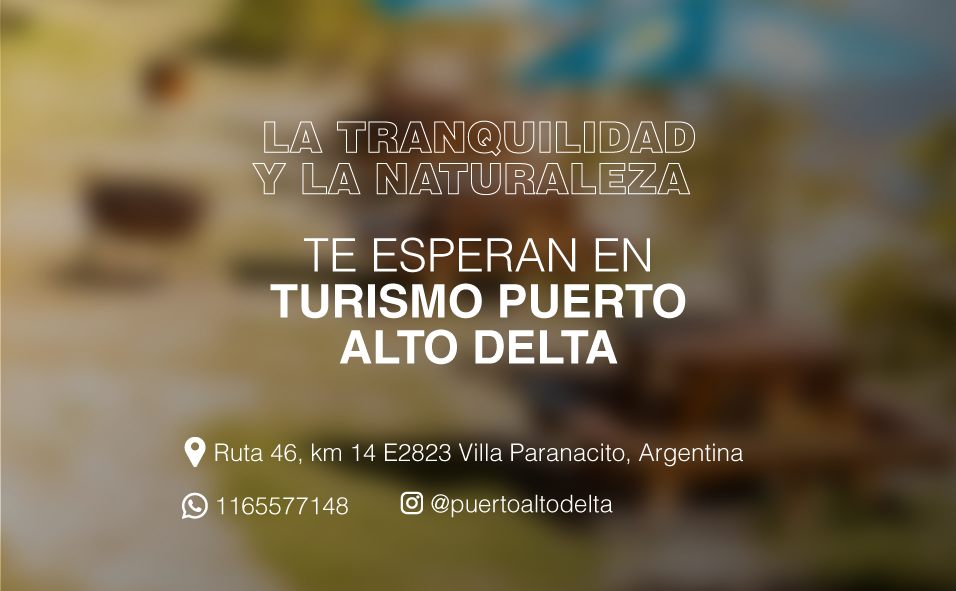 LA TRANQUILIDAD
Y LA NATURALEZA
TE ESPERAN EN
TURISMO PUERTO
ALTO DELTA
Ruta 46, km 14 E2823 Villa Paranacito, Argentina
1165577148
@puertoaltodelta